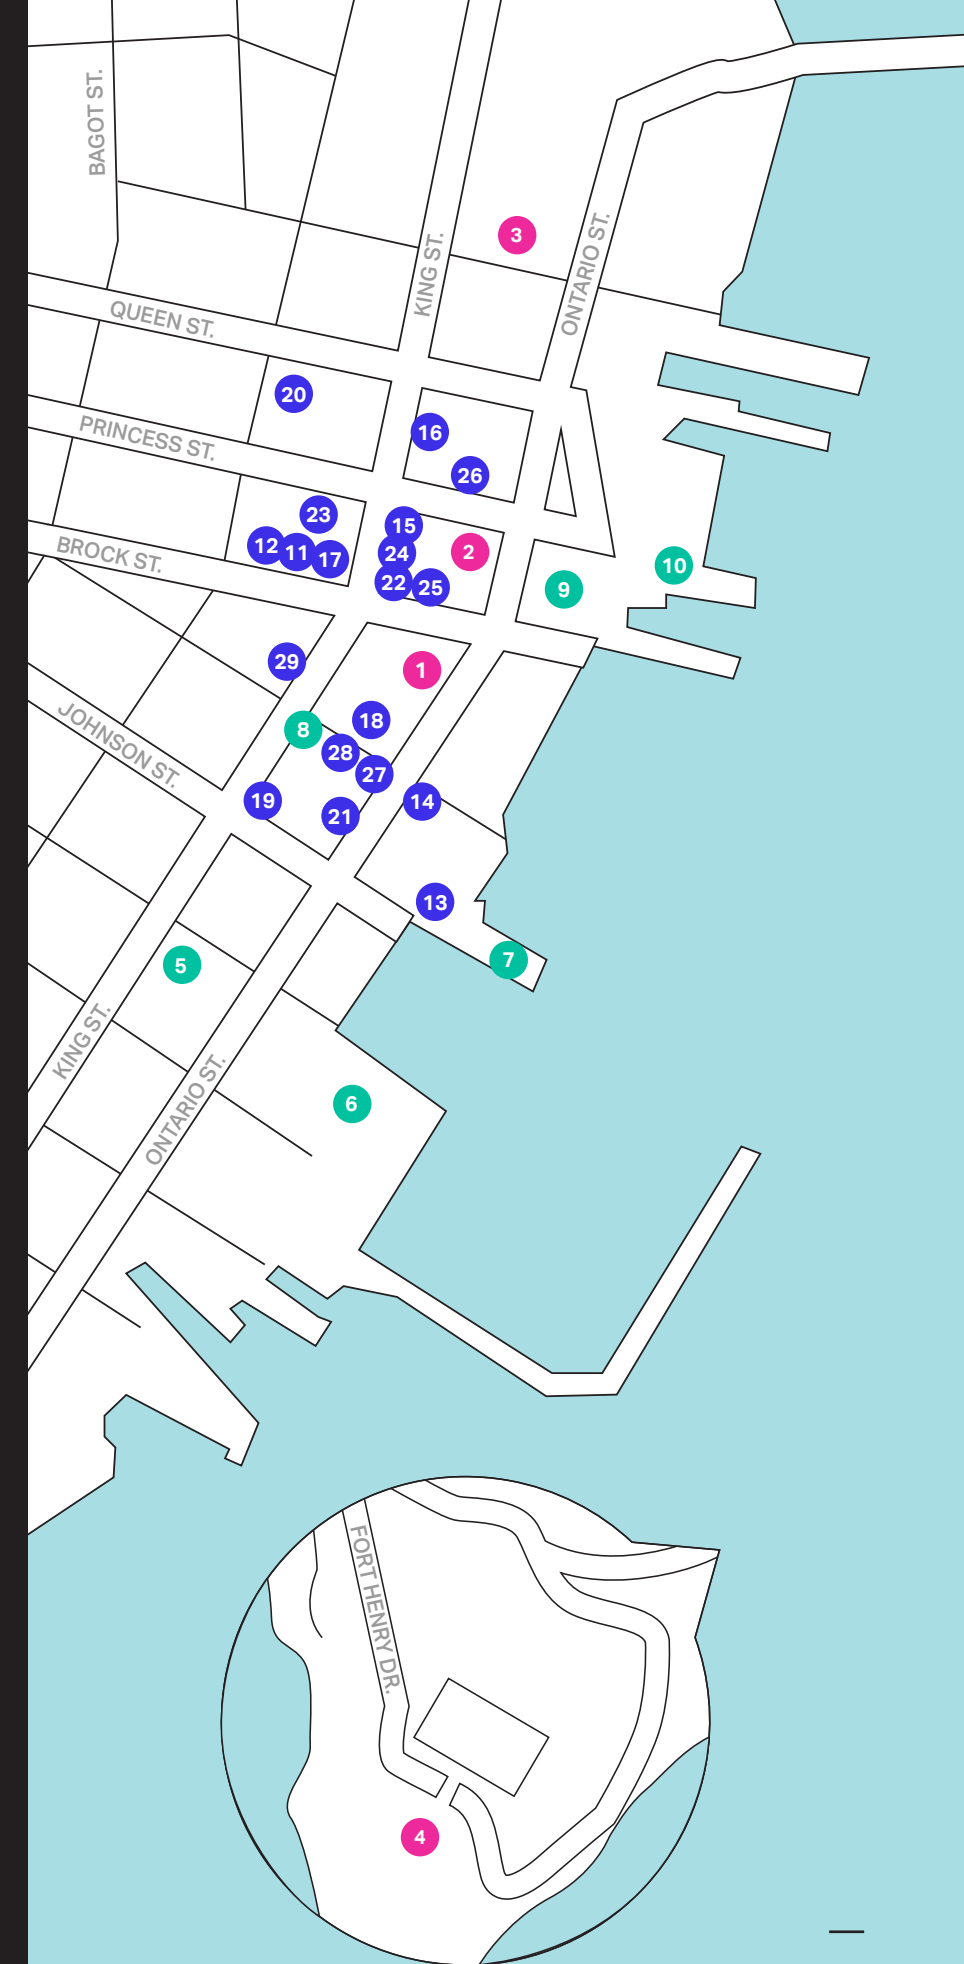 BAGOT ST.
3
KING ST.
ONTARIO ST.
QUEEN ST.
20
PRINCESS ST.
16
26
23
15
12
11
17
24
2
BROCK ST.
22
25
9
10
29
1
JOHNSON ST.
8
18
28
27
19
21
14
13
5
7
KING ST.
ONTARIO ST.
6
FORT HENRY DR.
4